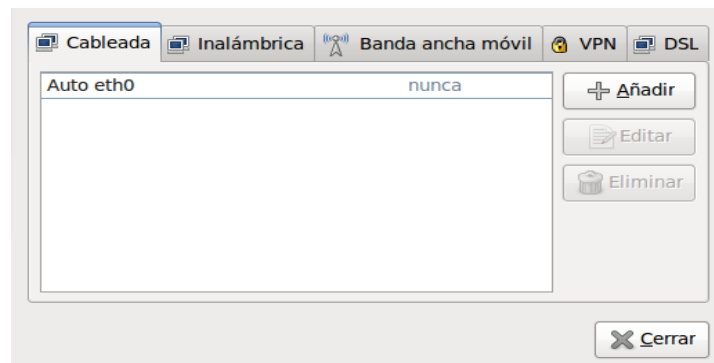 Cableada Inalámbrica Banda ancha móvil VPN DSL
Auto eth0 nunca
Añadir
Editar
Eliminar
Cerrar